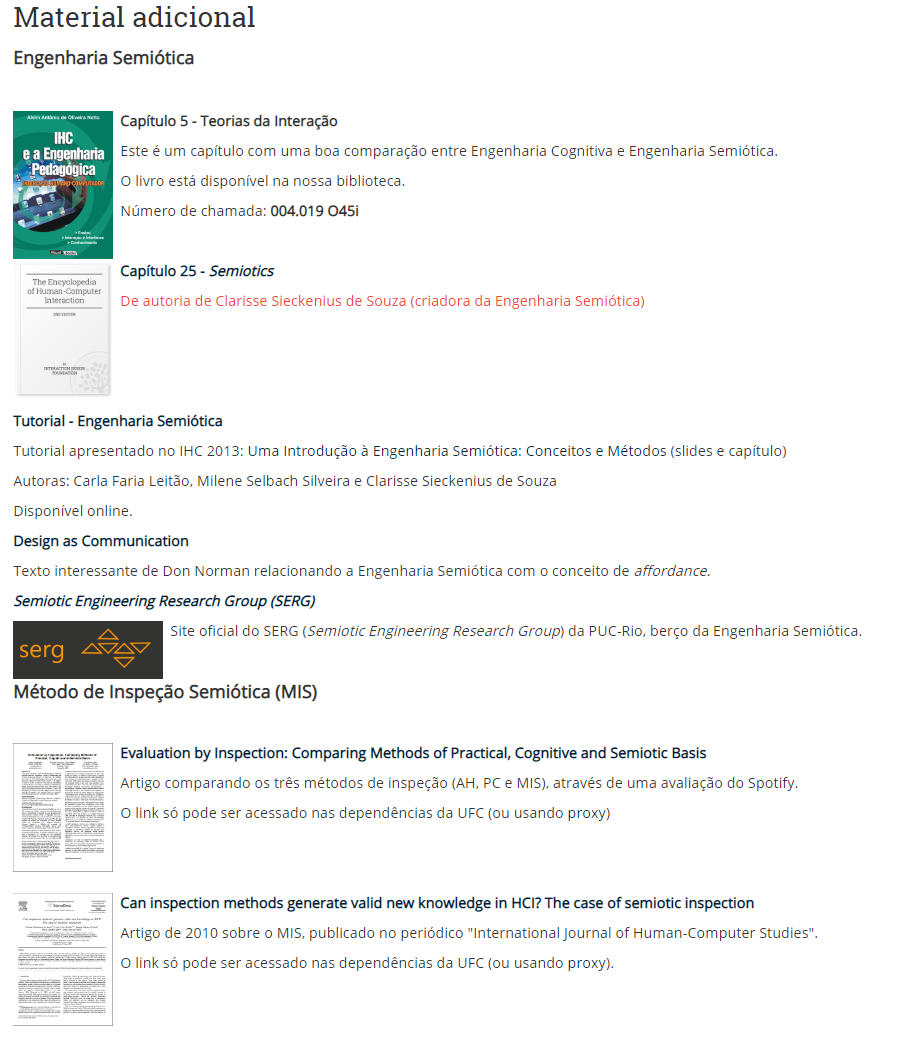 Material adicional
Engenharia Semiótica
Alvim Antônio de Oliveira Netto
IHC
e a Engenharia
Pedagógica
Capítulo 5 - Teorias da Interação
Este é um capítulo com uma boa comparação entre Engenharia Cognitiva e Engenharia Semiótica.
O livro está disponível na nossa biblioteca.
Número de chamada: 004.019 O45i
The Encyclopedia
of Human-Computer
Interaction
2ND EDITION
BY
INTERACTION DESIGN
FOUNDATION
Capítulo 25 - Semiotics
De autoria de Clarisse Sieckenius de Souza (criadora da Engenharia Semiótica)
Tutorial - Engenharia Semiótica
Tutorial apresentado no IHC 2013: Uma Introdução à Engenharia Semiótica: Conceitos e Métodos (slides e capítulo)
Autoras: Carla Faria Leitão, Milene Selbach Silveira e Clarisse Sieckenius de Souza
Disponível online.
Design as Communication
Texto interessante de Don Norman relacionando a Engenharia Semiótica com o conceito de affordance.
Semiotic Engineering Research Group (SERG)
serg
Site oficial do SERG (Semiotic Engineering Research Group) da PUC-Rio, berço da Engenharia Semiótica.
Método de Inspeção Semiótica (MIS)
Evaluation by Inspection: Comparing Methods of Practical, Cognitive and Semiotic Basis
Artigo comparando os três métodos de inspeção (AH, PC e MIS), através de uma avaliação do Spotify.
O link só pode ser acessado nas dependências da UFC (ou usando proxy)
Can inspection methods generate valid new knowledge in HCI? The case of semiotic inspection
Artigo de 2010 sobre o MIS, publicado no periódico "International Journal of Human-Computer Studies".
O link só pode ser acessado nas dependências da UFC (ou usando proxy).